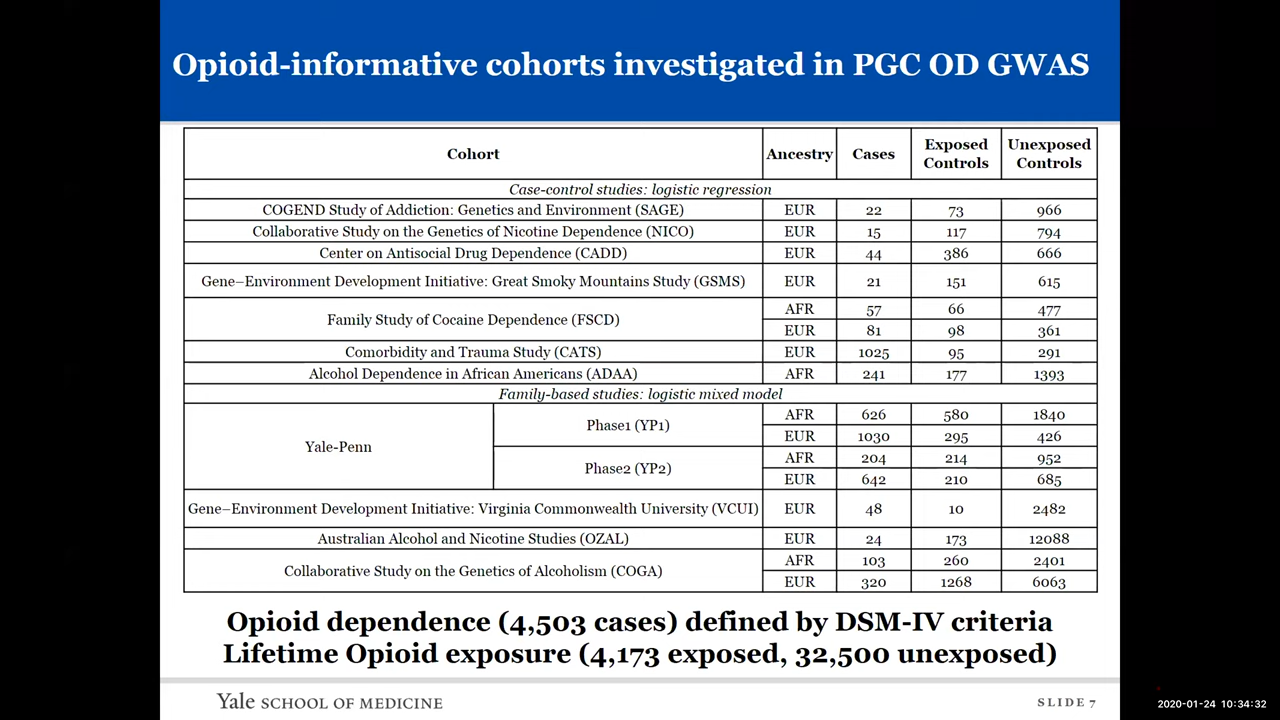 Opioid-informative cohorts investigated in PGC OD GWAS
Cohort Ancestry Cases Exposed Controls Unexposed Controls
Case-control studies: logistic regression
COGEND Study of Addiction: Genetics and Environment (SAGE) EUR 22 73 966
Collaborative Study on the Genetics of Nicotine Dependence (NICO) EUR 15 117 794
Center on Antisocial Drug Dependence (CADD) EUR 44 386 666
Gene–Environment Development Initiative: Great Smoky Mountains Study (GSMS) EUR 21 151 615
Family Study of Cocaine Dependence (FSCD) AFR 57 66 477
EUR 81 98 361
Comorbidity and Trauma Study (CATS) EUR 1025 95 291
Alcohol Dependence in African Americans (ADAA) AFR 241 177 1393
Family-based studies: logistic mixed model
Yale-Penn Phase1 (YP1) AFR 626 580 1840
EUR 1030 295 426
Phase2 (YP2) AFR 204 214 952
EUR 642 210 685
Gene–Environment Development Initiative: Virginia Commonwealth University (VCUI) EUR 48 10 2482
Australian Alcohol and Nicotine Studies (OZAL) EUR 24 173 12088
Collaborative Study on the Genetics of Alcoholism (COGA) AFR 103 260 2401
EUR 320 1268 6063
Opioid dependence (4,503 cases) defined by DSM-IV criteria
Lifetime Opioid exposure (4,173 exposed, 32,500 unexposed)
Yale SCHOOL OF MEDICINE
SLIDE 7
2020-01-24 10:34:32